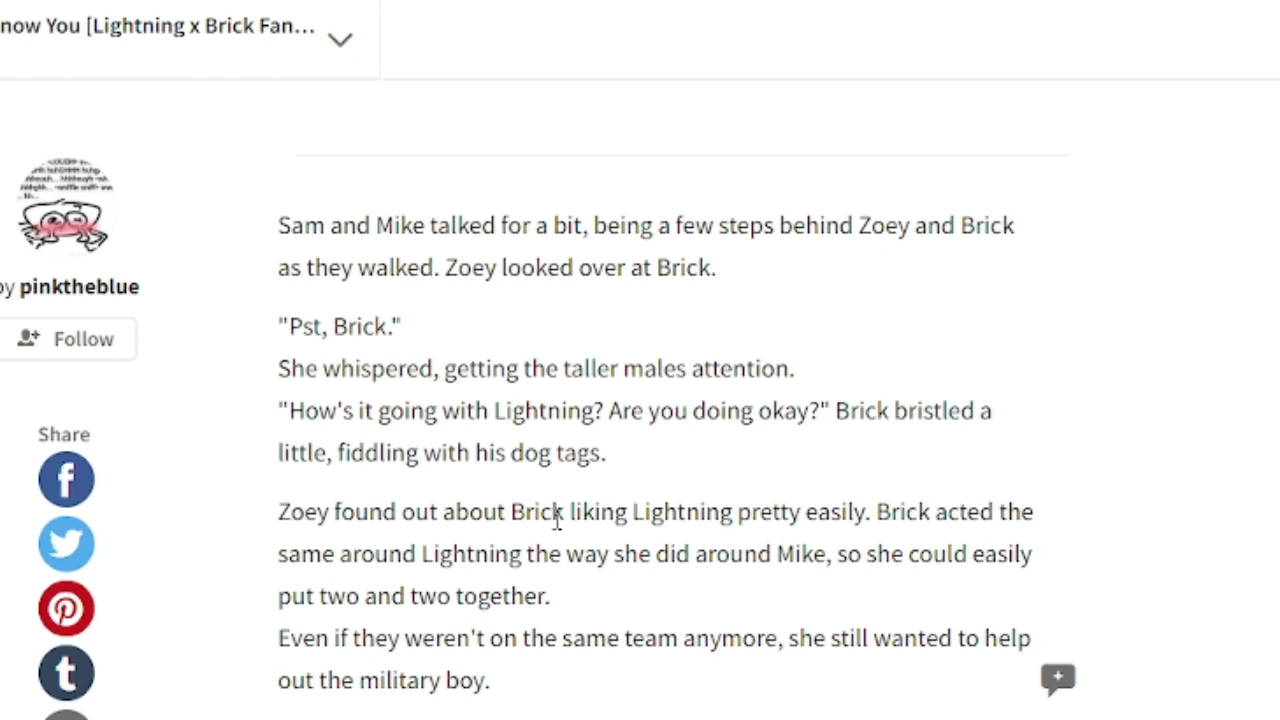 now You [Lightning x Brick Fan...
by pinktheblue
Follow
Share
Sam and Mike talked for a bit, being a few steps behind Zoey and Brick
as they walked. Zoey looked over at Brick.
"Pst, Brick."
She whispered, getting the taller males attention.
"How's it going with Lightning? Are you doing okay?" Brick bristled a
little, fiddling with his dog tags.
Zoey found out about Brick liking Lightning pretty easily. Brick acted the
same around Lightning the way she did around Mike, so she could easily
put two and two together.
Even if they weren't on the same team anymore, she still wanted to help
out the military boy.